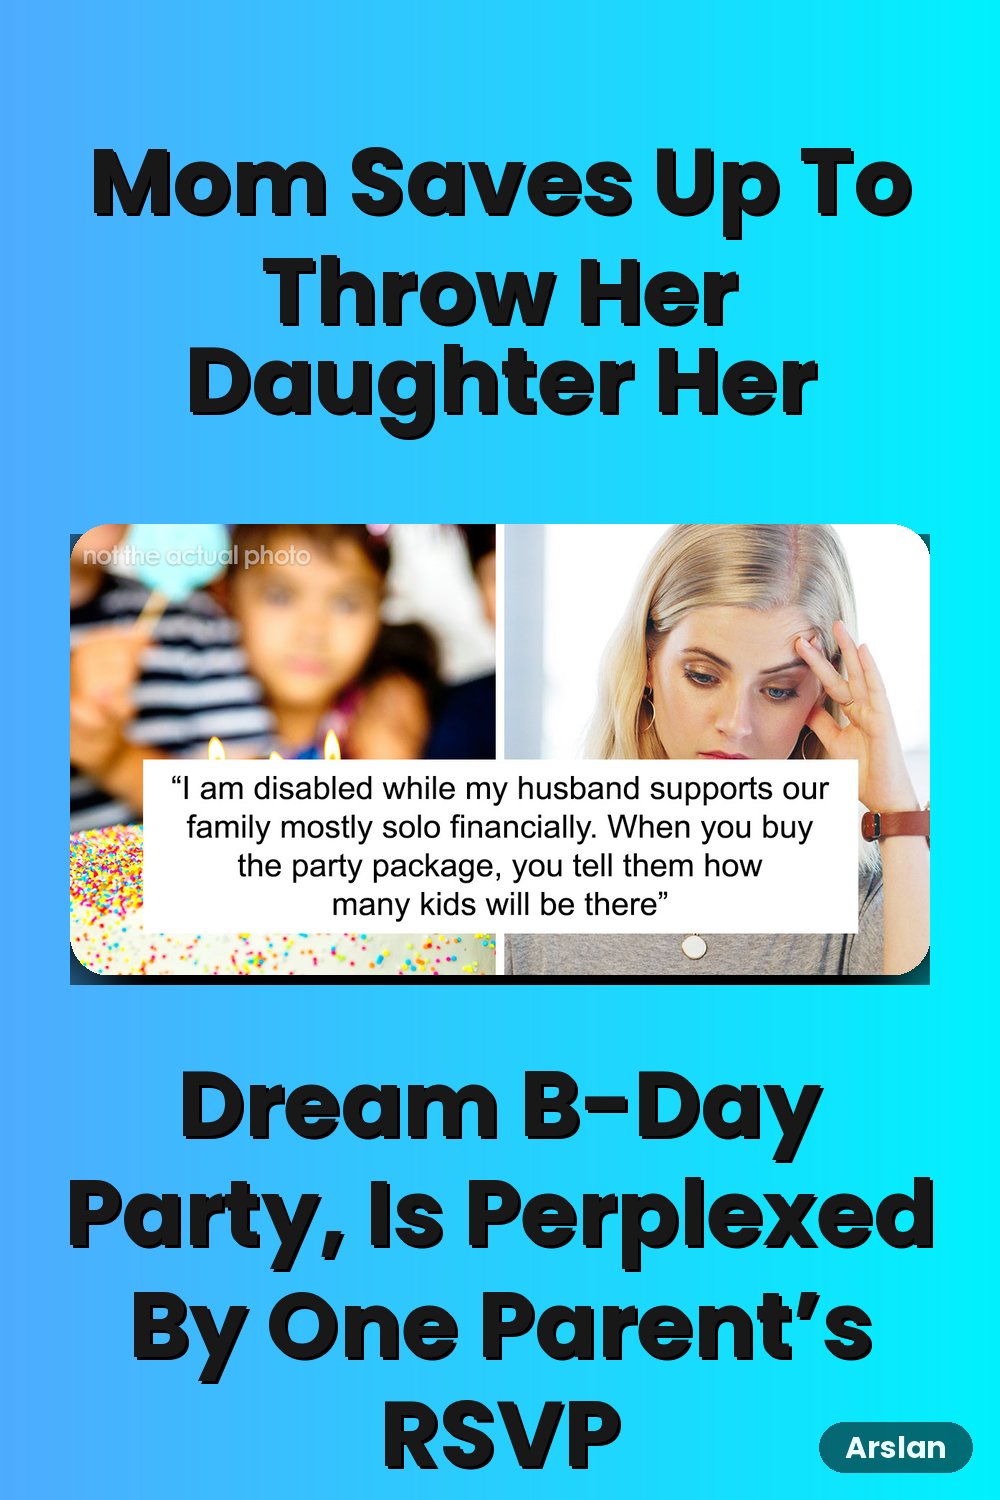 Mom Saves Up To
Throw Her
Daughter Her
not the actual photo
“I am disabled while my husband supports our
family mostly solo financially. When you buy
the party package, you tell them how
many kids will be there”
Dream B-Day
Party, Is Perplexed
By One Parent’s
RSVP
Arslan